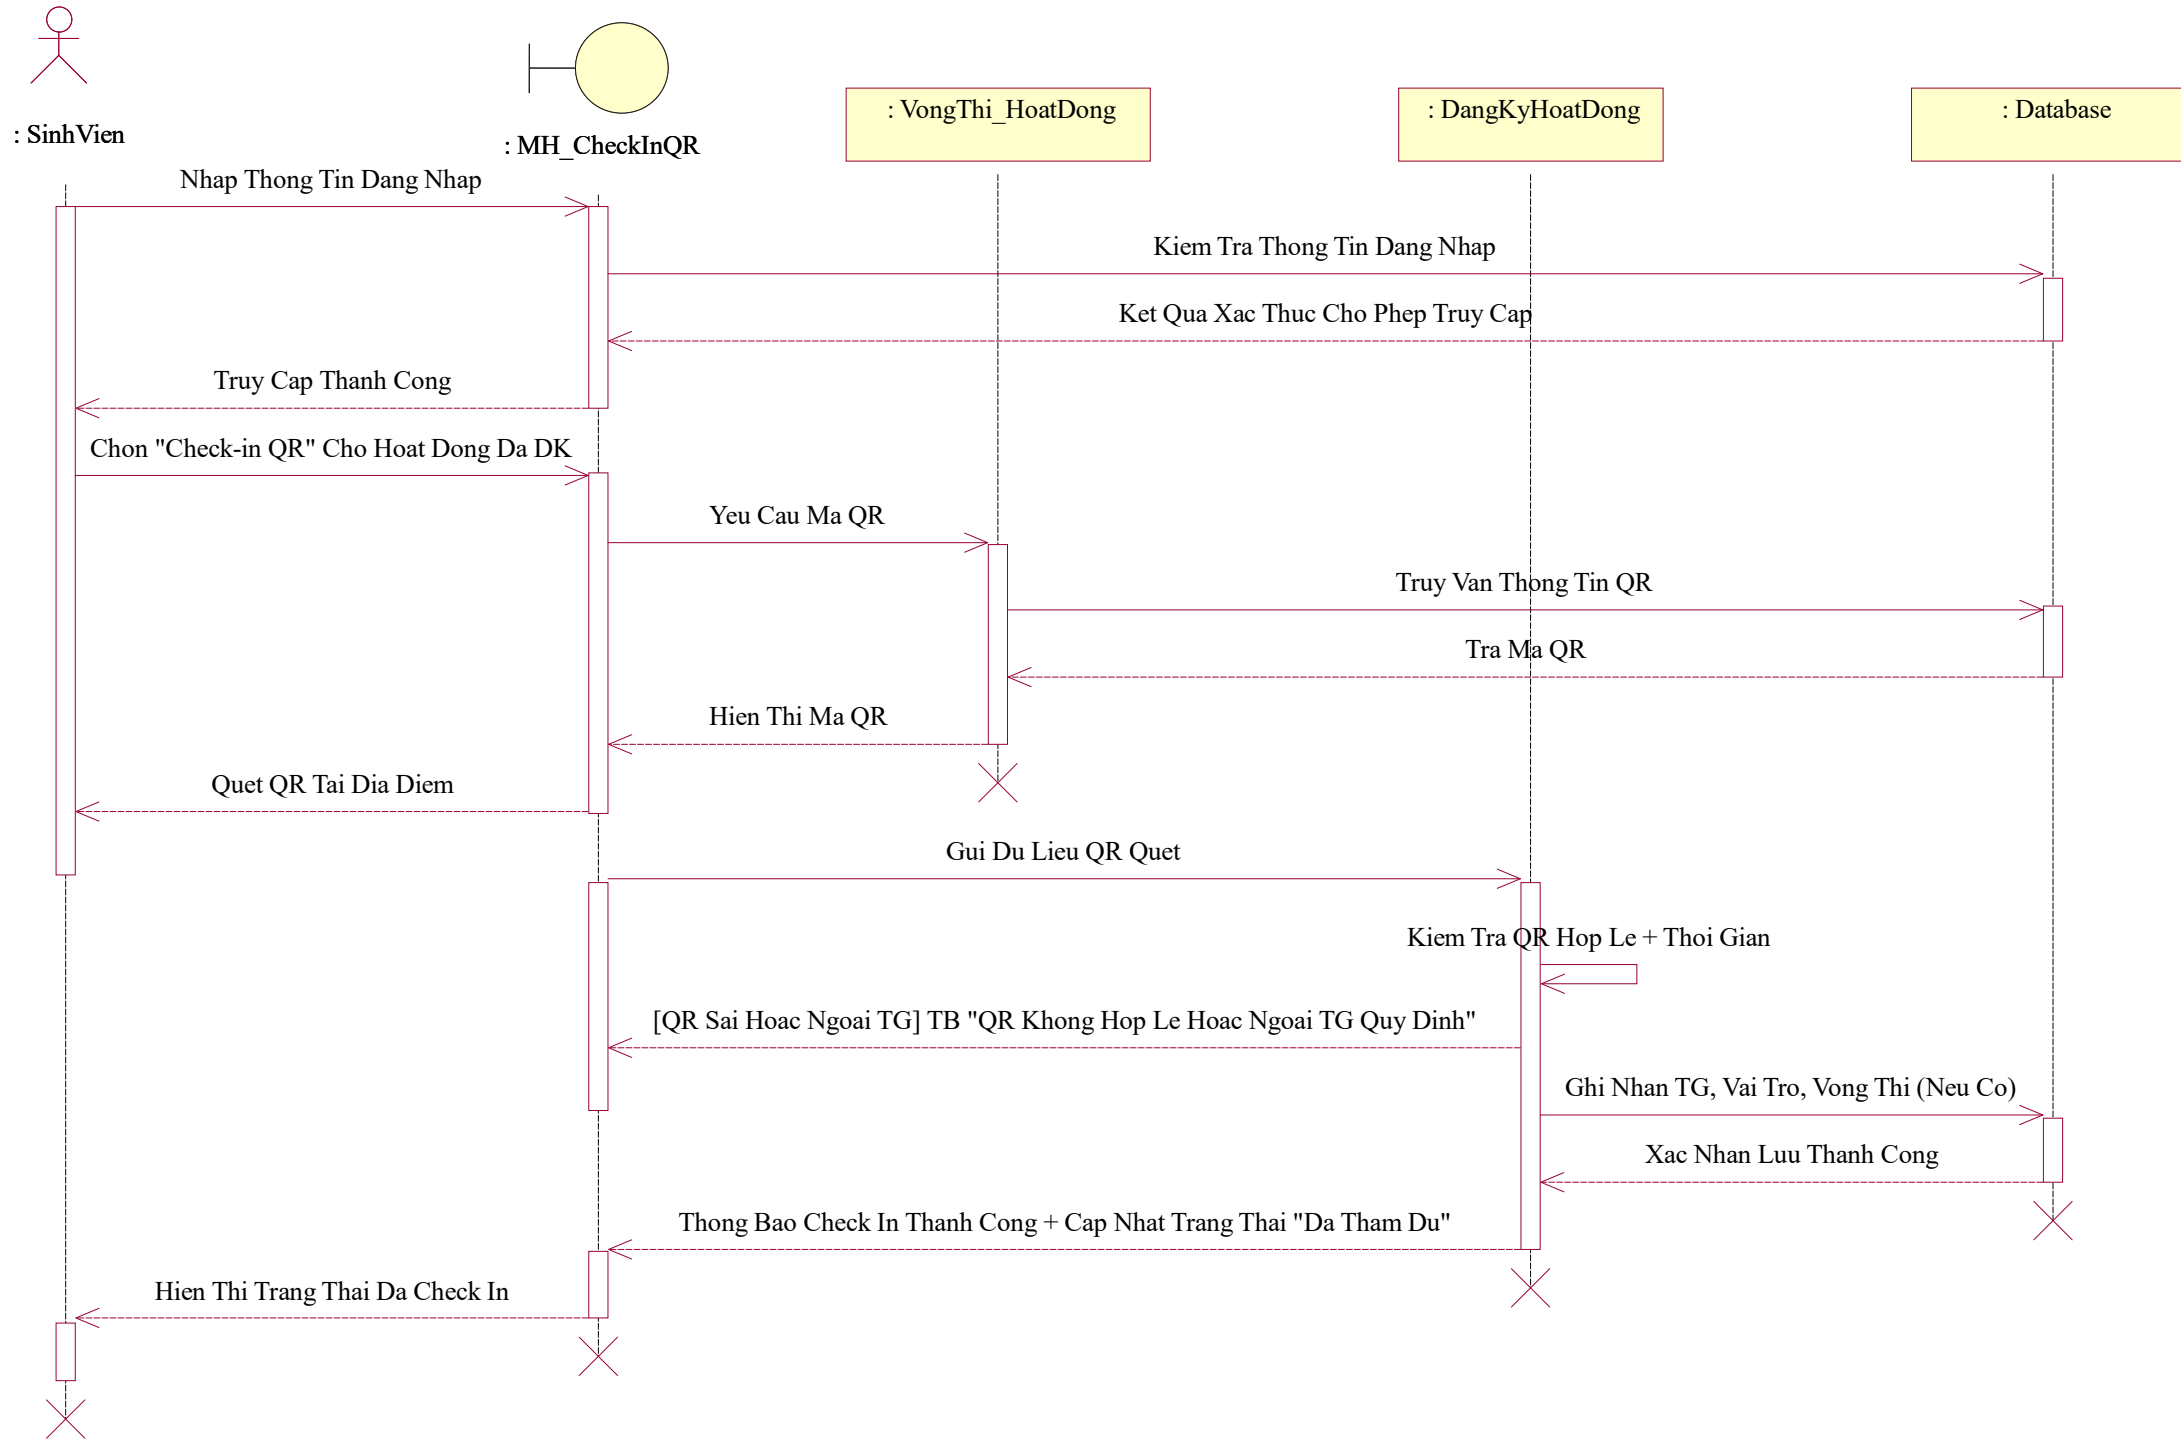 : SinhVien
: MH_CheckInQR
: VongThi_HoatDong
: DangKyHoatDong
: Database
Nhap Thong Tin Dang Nhap
Kiem Tra Thong Tin Dang Nhap
Ket Qua Xac Thuc Cho Phep Truy Cap
Truy Cap Thanh Cong
Chon "Check-in QR" Cho Hoat Dong Da DK
Yeu Cau Ma QR
Truy Van Thong Tin QR
Tra Ma QR
Hien Thi Ma QR
Quet QR Tai Dia Diem
Gui Du Lieu QR Quet
Kiem Tra QR Hop Le + Thoi Gian
[QR Sai Hoac Ngoai TG] TB "QR Khong Hop Le Hoac Ngoai TG Quy Dinh"
Ghi Nhan TG, Vai Tro, Vong Thi (Neu Co)
Xac Nhan Luu Thanh Cong
Thong Bao Check In Thanh Cong + Cap Nhat Trang Thai "Da Tham Du"
Hien Thi Trang Thai Da Check In